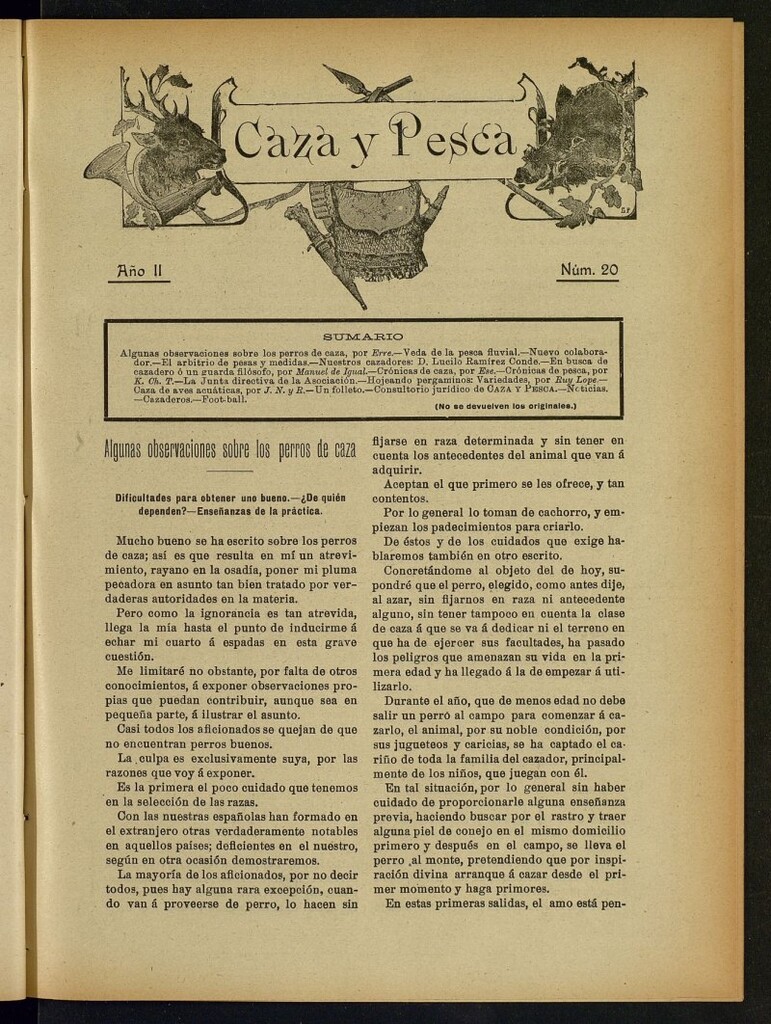 Caza y Pesca
Año II
Núm. 20
SUMARIO
Algunas observaciones sobre los perros de caza, por Erre.—Veda de la pesca fluvial.—Nuevo colabora-
dor.—El arbitrio de pesas y medidas.—Nuestros cazadores: D. Lucilo Ramírez Conde.—En busca de
cazadero ó un guarda filósofo, por Manuel de Igual.—Crónicas de caza, por Ese.—Crónicas de pesca, por
K. Ch. T.—La Junta directiva de la Asociación.—Hojeando pergaminos: Variedades, por Ruy Lope.—
Caza de aves acuáticas, por J. N. y R.—Un folleto.—Consultorio jurídico de CAZA Y PESCA.—Noticias.
—Cazaderos.—Foot-ball.
(No se devuelven los originales.)
Algunas observaciones sobre los perros de caza
Dificultades para obtener uno bueno.—¿De quién
dependen?—Enseñanzas de la práctica.
Mucho bueno se ha escrito sobre los perros
de caza; así es que resulta en mí un atrevi-
miento, rayano en la osadía, poner mi pluma
pecadora en asunto tan bien tratado por ver-
daderas autoridades en la materia.
Pero como la ignorancia es tan atrevida,
llega la mía hasta el punto de inducirme á
echar mi cuarto á espadas en esta grave
cuestión.
Me limitaré no obstante, por falta de otros
conocimientos, á exponer observaciones pro-
pias que puedan contribuir, aunque sea en
pequeña parte, á ilustrar el asunto.
Casi todos los aficionados se quejan de que
no encuentran perros buenos.
La culpa es exclusivamente suya, por las
razones que voy á exponer.
Es la primera el poco cuidado que tenemos
en la selección de las razas.
Con las nuestras españolas han formado en
el extranjero otras verdaderamente notables
en aquellos países; deficientes en el nuestro,
según en otra ocasión demostraremos.
La mayoría de los aficionados, por no decir
todos, pues hay alguna rara excepción, cuan-
do van á proveerse de perro, lo hacen sin
fijarse en raza determinada y sin tener en
cuenta los antecedentes del animal que van á
adquirir.
Aceptan el que primero se les ofrece, y tan
contentos.
Por lo general lo toman de cachorro, y em-
piezan los padecimientos para criarlo.
De éstos y de los cuidados que exige ha-
blaremos también en otro escrito.
Concretándome al objeto del de hoy, su-
pondré que el perro, elegido, como antes dije,
al azar, sin fijarnos en raza ni antecedente
alguno, sin tener tampoco en cuenta la clase
de caza á que se va á dedicar ni el terreno en
que ha de ejercer sus facultades, ha pasado
los peligros que amenazan su vida en la pri-
mera edad y ha llegado á la de empezar á uti-
lizarlo.
Durante el año, que de menos edad no debe
salir un perro al campo para comenzar á ca-
zarlo, el animal, por su noble condición, por
sus jugueteos y caricias, se ha captado el ca-
riño de toda la familia del cazador, principal-
mente de los niños, que juegan con él.
En tal situación, por lo general sin haber
cuidado de proporcionarle alguna enseñanza
previa, haciendo buscar por el rastro y traer
alguna piel de conejo en el mismo domicilio
primero y después en el campo, se lleva el
perro al monte, pretendiendo que por inspi-
ración divina arranque á cazar desde el pri-
mer momento y haga primores.
En estas primeras salidas, el amo está pen-